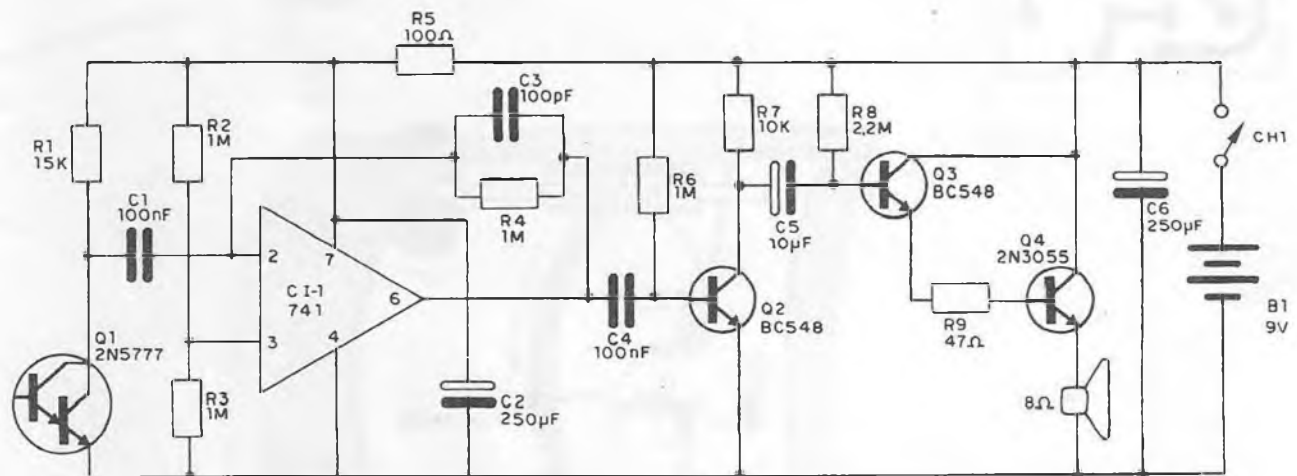 R5
100Ω
C3
100pF
R1
15K
R2
1M
R4
1M
R6
1M
R7
10K
R8
2,2M
Q3
BC548
CH1
C1
100nF
C5
10µF
C6
250µF
2
7
CI-1
741
6
3
4
Q1
2N5777
R3
1M
C2
250µF
C4
100nF
Q2
BC548
R9
47Ω
Q4
2N3055
8Ω
B1
9V